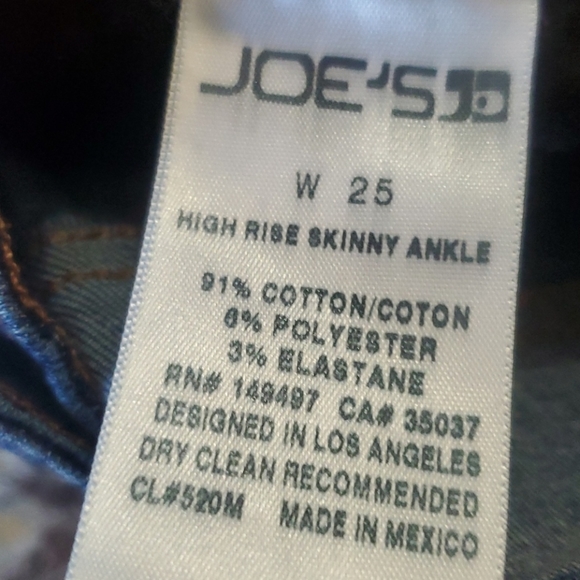 JOE'S JD
W 25
HIGH RISE SKINNY ANKLE
91% COTTON/COTON
6% POLYESTER
3% ELASTANE
RN# 149497 CA# 35037
DESIGNED IN LOS ANGELES
DRY CLEAN RECOMMENDED
CL#520M MADE IN MEXICO